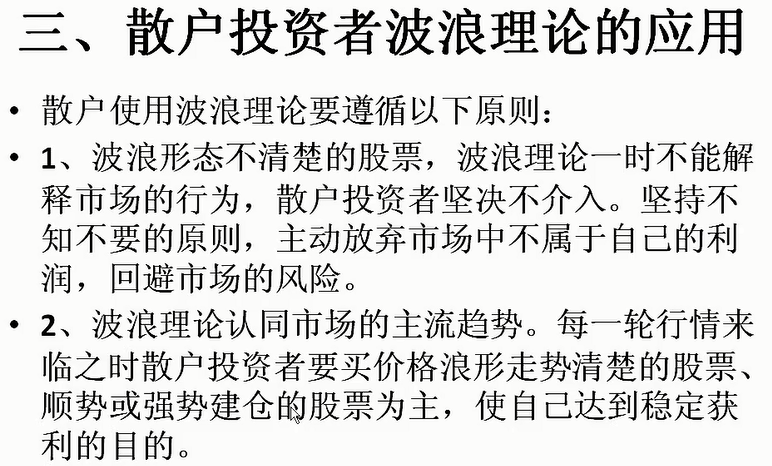 三、散户投资者波浪理论的应用
• 散户使用波浪理论要遵循以下原则:
• 1、波浪形态不清楚的股票，波浪理论一时不能解
释市场的行为，散户投资者坚决不介入。坚持不
知不要的原则，主动放弃市场中不属于自己的利
润，回避市场的风险。
• 2、波浪理论认同市场的主流趋势。每一轮行情来
临之时散户投资者要买价格浪形走势清楚的股票、
顺势或强势建仓的股票为主，使自己达到稳定获
利的目的。